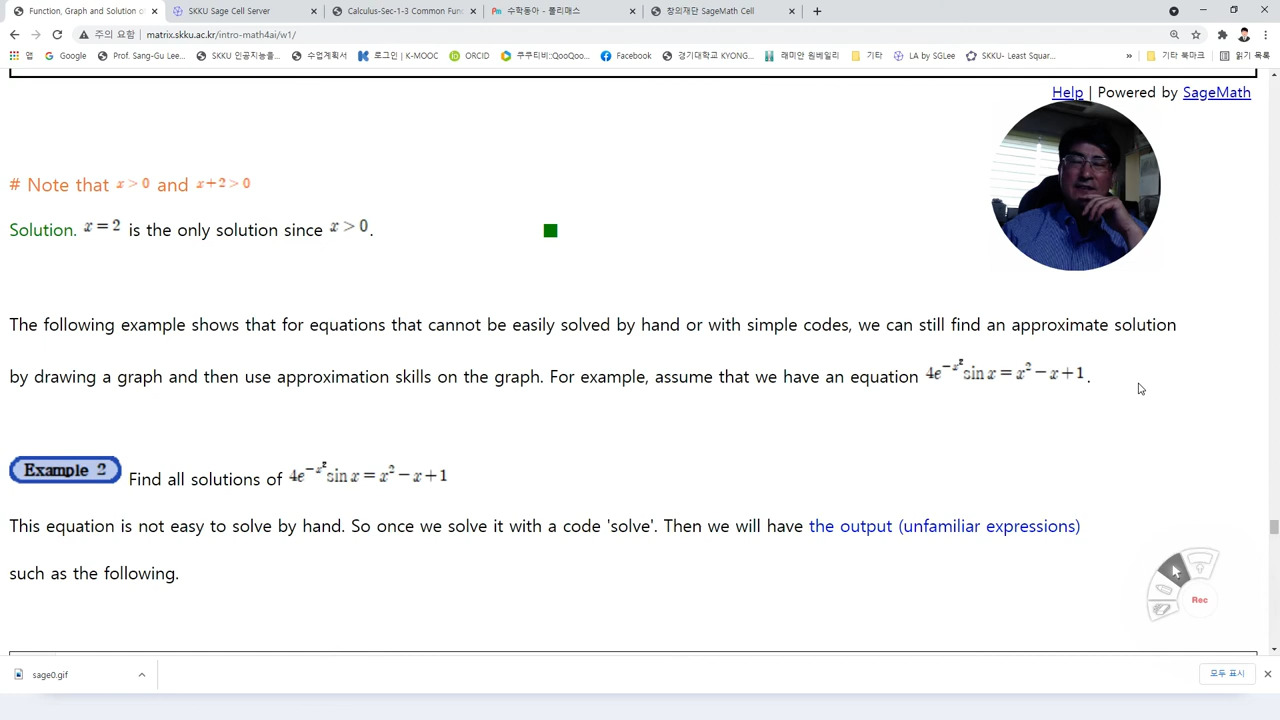 Function, Graph and Solution o
SKKU Sage Cell Server
Calculus-Sec-1-3 Common Fun
수학동아 - 폴리매스
창의재단 SageMath Cell
주의 요함 | matrix.skku.ac.kr/intro-math4ai/w1/
앱
Google
Prof. Sang-Gu Lee...
SKKU 인공지능을...
수업계획서
로그인 | K-MOOC
ORCID
쿠쿠티비:QooQoo...
Facebook
경기대학교 KYONG...
래미안 원베일리
기타
LA by SGLee
SKKU- Least Squar...
»
기타 북마크
읽기 목록
Help | Powered by SageMath
# Note that x>0 and x+2>0
Solution. x=2 is the only solution since x>0.
The following example shows that for equations that cannot be easily solved by hand or with simple codes, we can still find an approximate solution
by drawing a graph and then use approximation skills on the graph. For example, assume that we have an equation 4e^{-x^2} sin x = x^2 − x + 1 .
Example 2 Find all solutions of 4e^{-x^2} sin x = x^2 − x + 1
This equation is not easy to solve by hand. So once we solve it with a code 'solve'. Then we will have the output (unfamiliar expressions)
such as the following.
Rec
sage0.gif
모두 표시